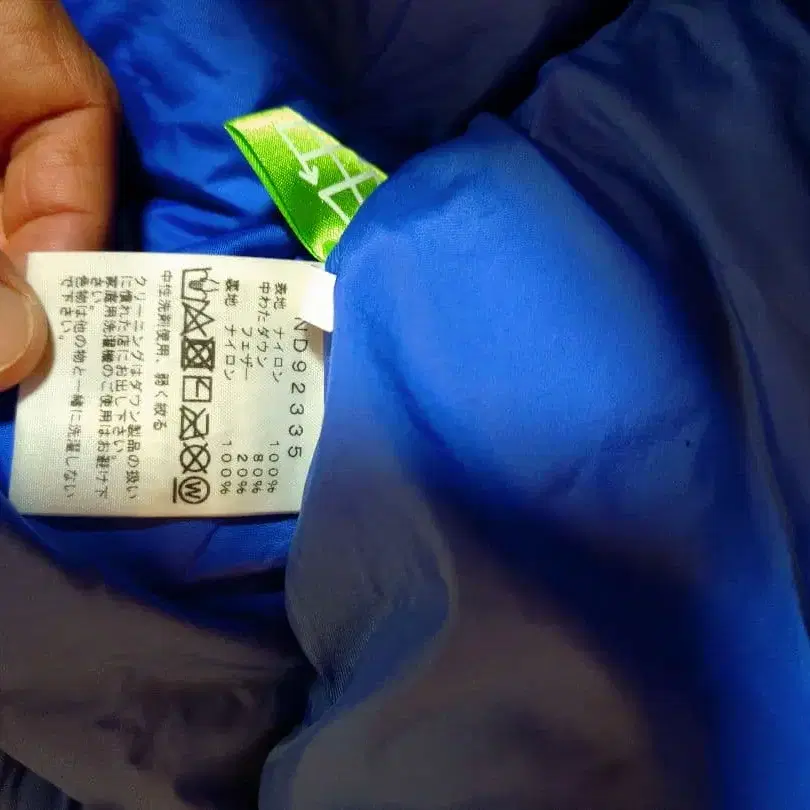 ND92335
表地 ナイロン 100%
中わた ダウン 80%
フェザー 20%
裏地 ナイロン 100%
W
中性洗剤使用、弱く絞る
クリーニングはダウン製品の扱い
に慣れた店にお出し下さい。
家庭用洗濯機のご使用はお避け下
さい。
色物は他の物と一緒に洗濯しない
で下さい。